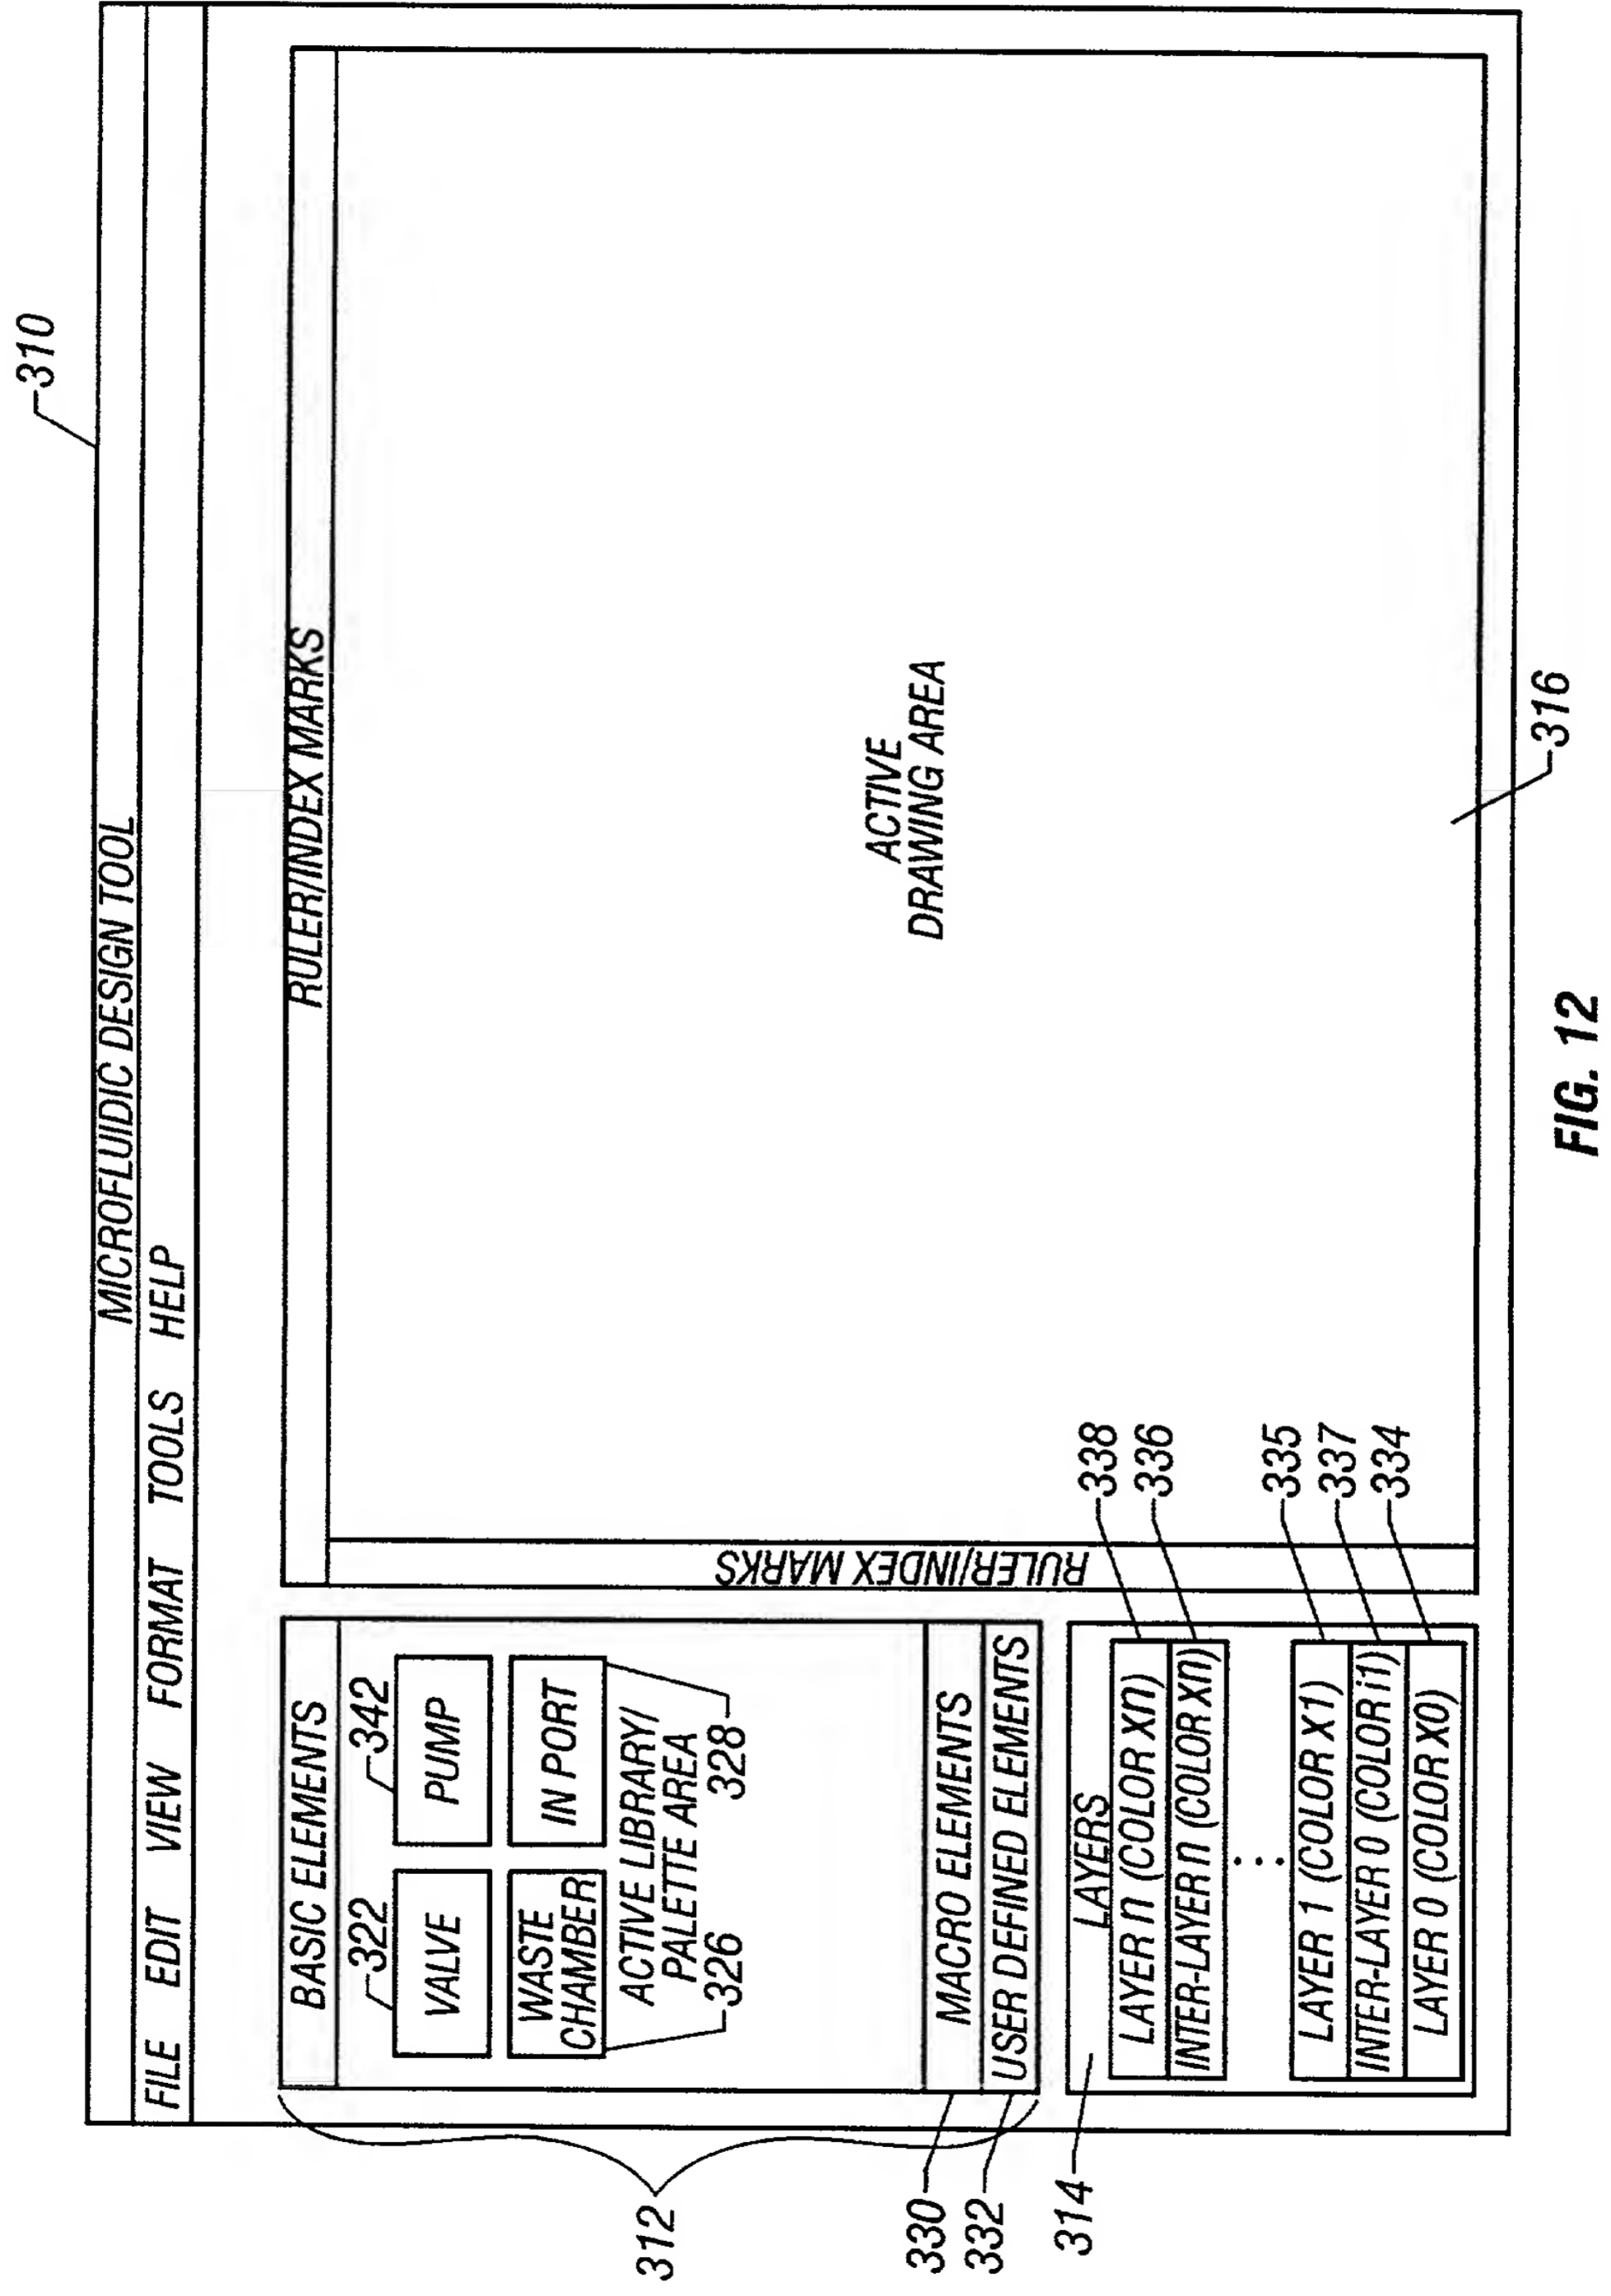 310
MICROFLUIDIC DESIGN TOOL
FILE EDIT VIEW FORMAT TOOLS HELP
BASIC ELEMENTS
322
342
VALVE
PUMP
WASTE
CHAMBER
IN PORT
ACTIVE LIBRARY/
PALETTE AREA
326
328
312
MACRO ELEMENTS
330
USER DEFINED ELEMENTS
332
RULER/INDEX MARKS
RULER/INDEX MARKS
ACTIVE
DRAWING AREA
314
LAYERS
LAYER n (COLOR Xn)
338
INTER-LAYER n (COLOR Xn)
336
...
LAYER 1 (COLOR X1)
335
INTER-LAYER 0 (COLOR i1)
337
LAYER 0 (COLOR X0)
334
316
FIG. 12